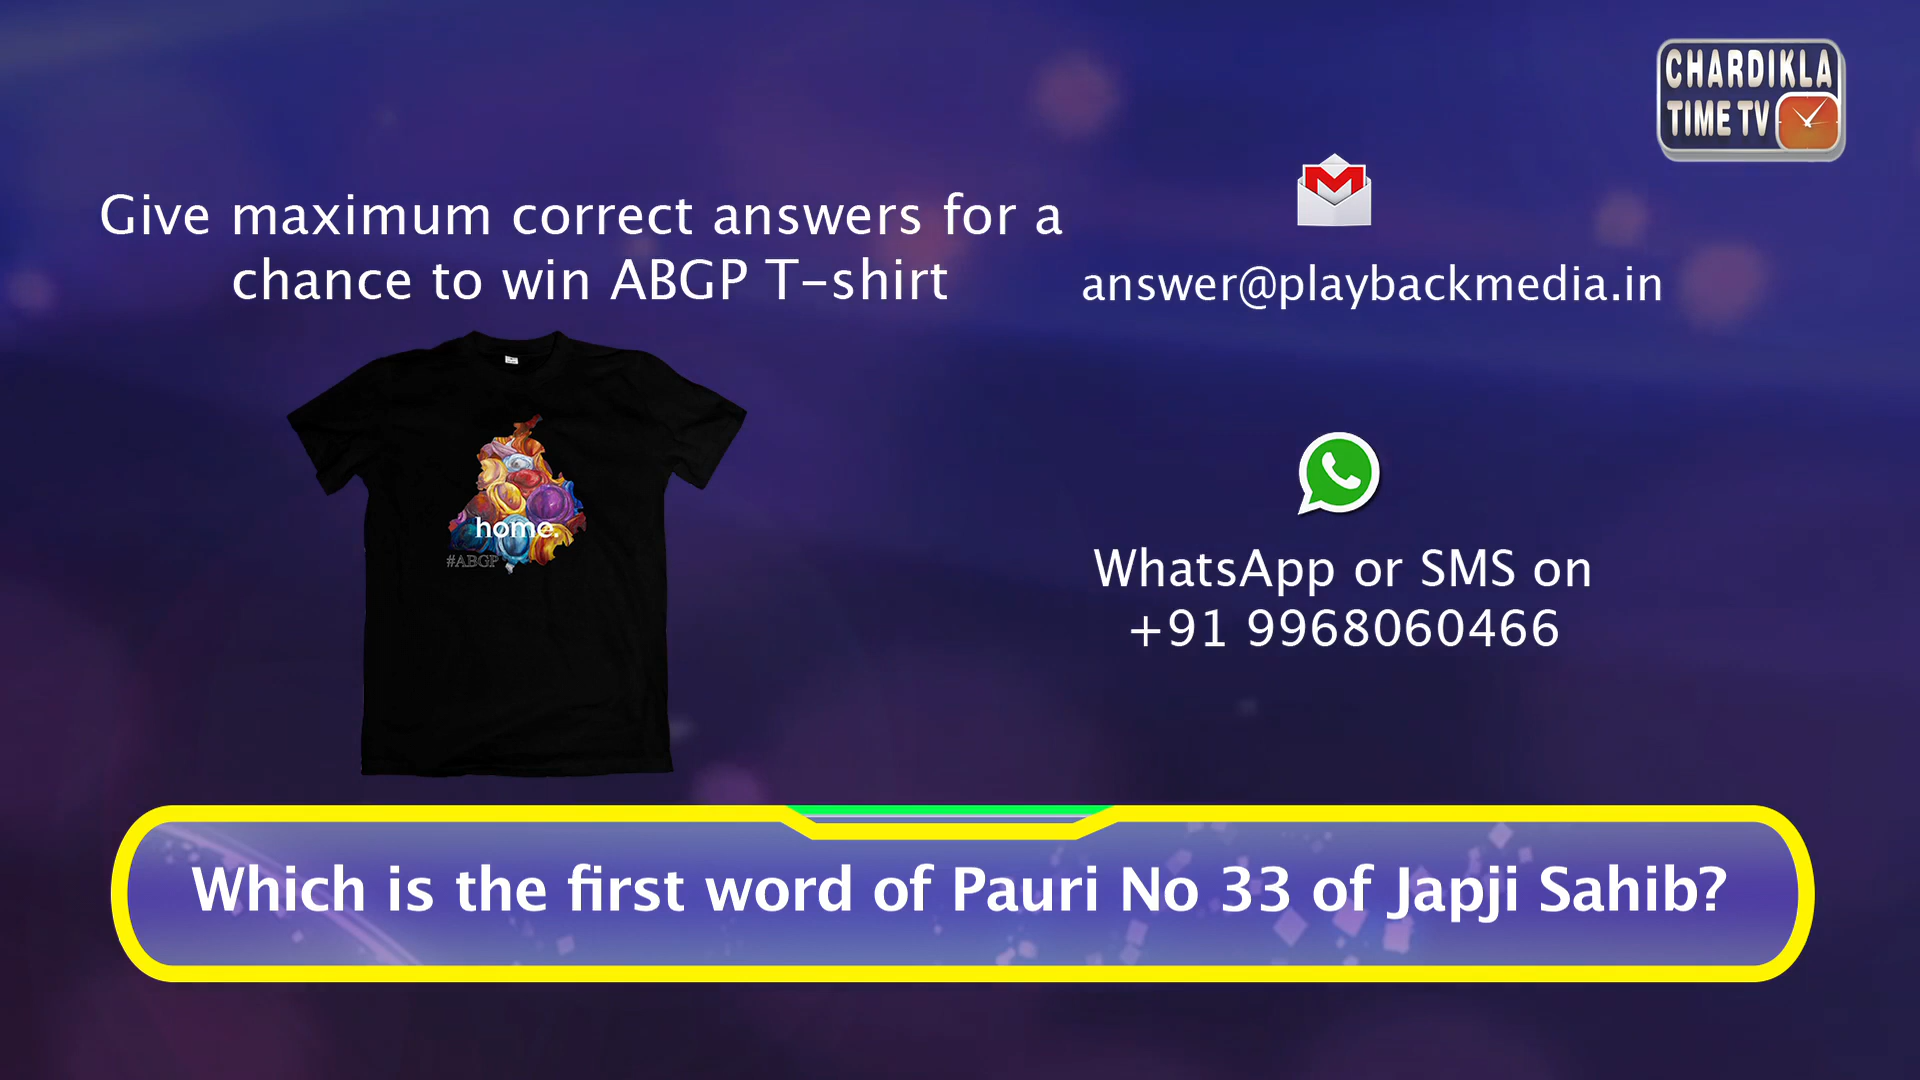 CHARDIKLA
TIME TV
Give maximum correct answers for a
chance to win ABGP T-shirt
answer@playbackmedia.in
home.
#ABGP
WhatsApp or SMS on
+91 9968060466
Which is the first word of Pauri No 33 of Japji Sahib?